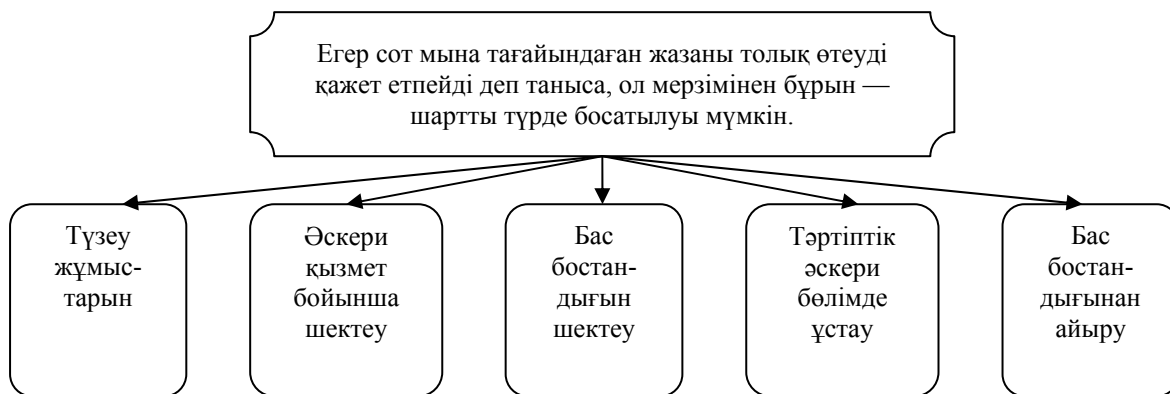 Егер сот мына тағайындаған жазаны толық өтеуді
қажет етпейді деп таныса, ол мерзімінен бұрын —
шартты түрде босатылуы мүмкін.
Түзеу
жұмыс-
тарын
Әскери
қызмет
бойынша
шектеу
Бас
бостан-
дығын
шектеу
Тәртіптік
әскери
бөлімде
ұстау
Бас
бостан-
дығынан
айыру